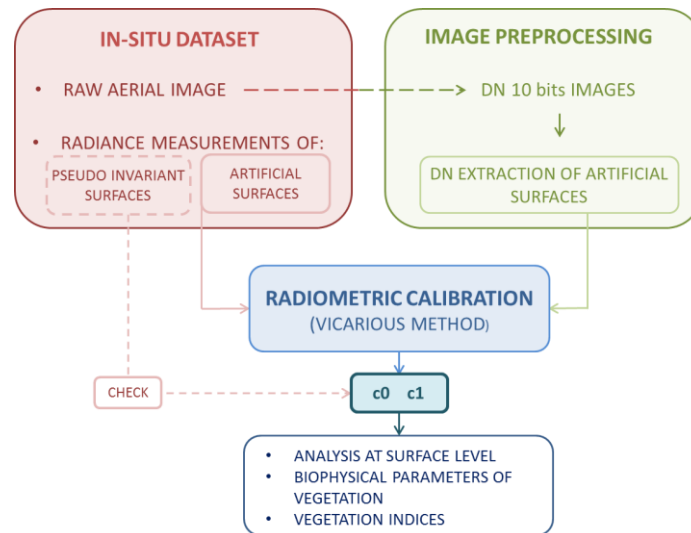 IN-SITU DATASET
• RAW AERIAL IMAGE
• RADIANCE MEASUREMENTS OF:
PSEUDO INVARIANT
SURFACES
ARTIFICIAL
SURFACES
IMAGE PREPROCESSING
DN 10 bits IMAGES
DN EXTRACTION OF ARTIFICIAL
SURFACES
RADIOMETRIC CALIBRATION
(VICARIOUS METHOD)
CHECK
c0 c1
• ANALYSIS AT SURFACE LEVEL
• BIOPHYSICAL PARAMETERS OF
VEGETATION
• VEGETATION INDICES